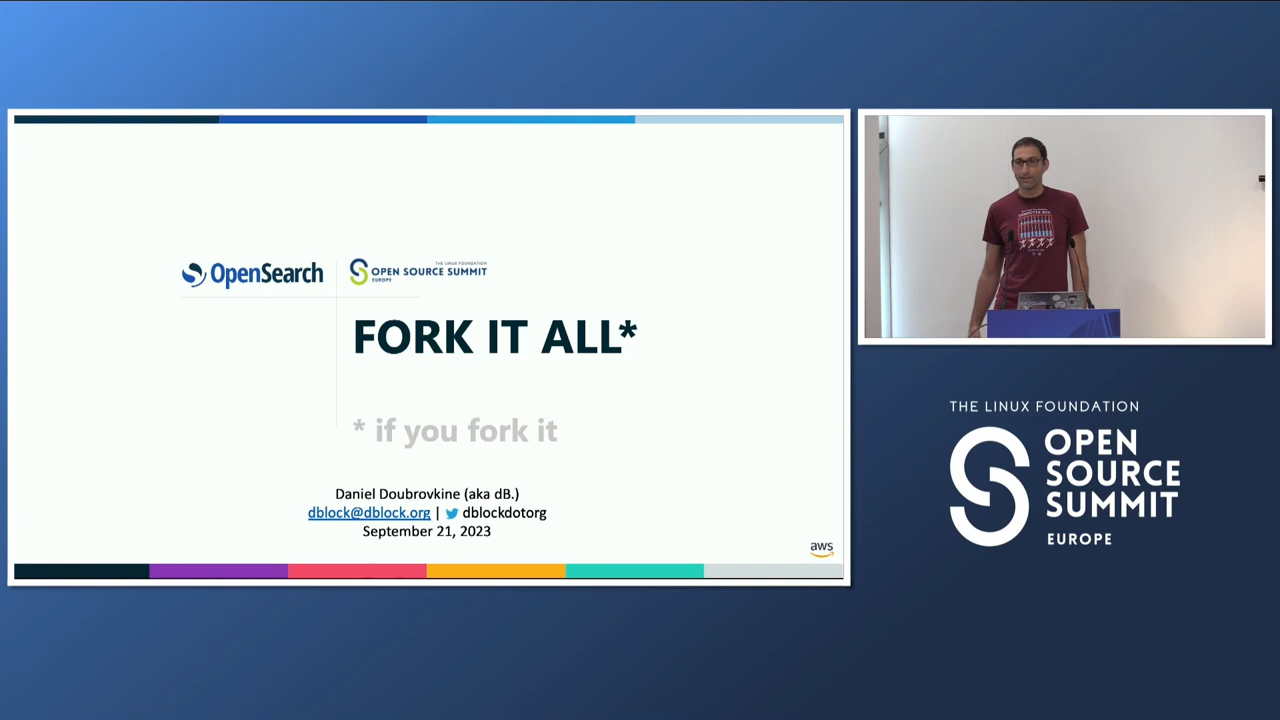 OpenSearch
THE LINUX FOUNDATION
OPEN SOURCE SUMMIT
EUROPE
FORK IT ALL*
* if you fork it
Daniel Doubrovkine (aka dB.)
dblock@dblock.org | dblockdotorg
September 21, 2023
aws
THE LINUX FOUNDATION
OPEN
SOURCE
SUMMIT
EUROPE